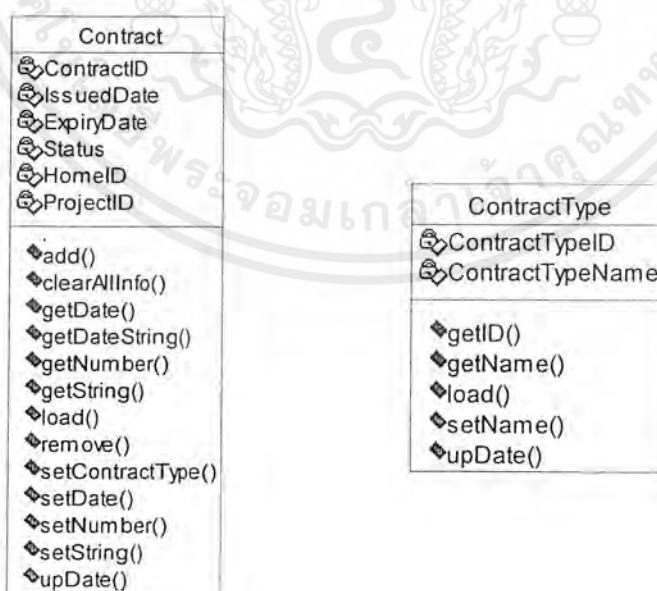 Contract
ContractID
IssuedDate
ExpiryDate
Status
HomeID
ProjectID
add()
clearAllInfo()
getDate()
getDateString()
getNumber()
getString()
load()
remove()
setContractType()
setDate()
setNumber()
setString()
upDate()
ContractType
ContractTypeID
ContractTypeName
getID()
getName()
load()
setName()
upDate()